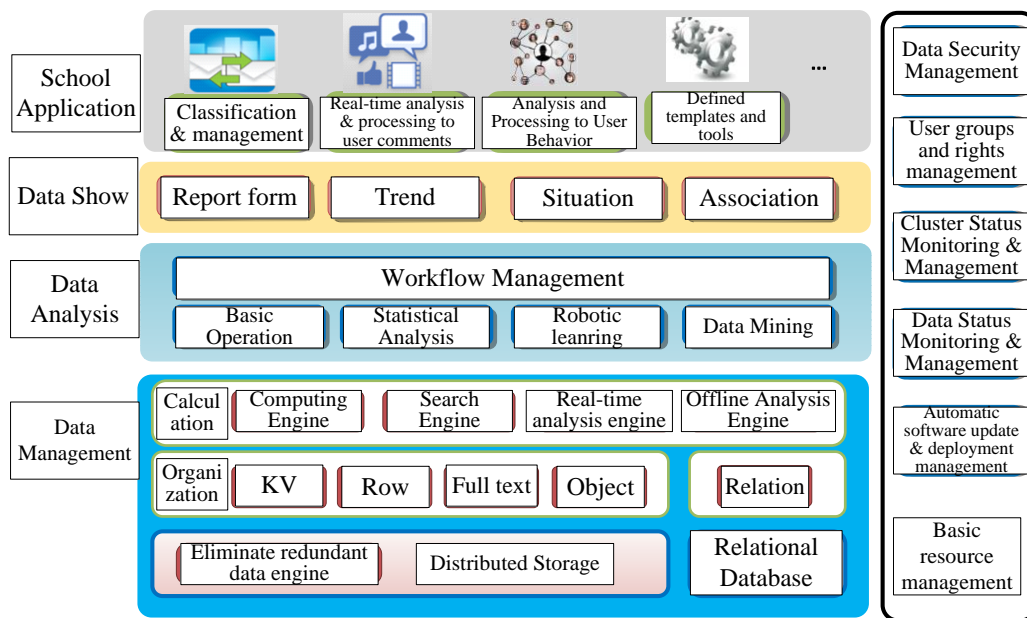 School
Application
Classification
& management
Real-time analysis
& processing to
user comments
Analysis and
Processing to User
Behavior
Defined
templates and
tools
...
Data Show
Report form
Trend
Situation
Association
Data
Analysis
Workflow Management
Basic
Operation
Statistical
Analysis
Robotic
leanring
Data Mining
Data
Management
Calcul
ation
Computing
Engine
Search
Engine
Real-time
analysis engine
Offline Analysis
Engine
Organi
zation
KV
Row
Full text
Object
Relation
Eliminate redundant
data engine
Distributed Storage
Relational
Database
Data Security
Management
User groups
and rights
management
Cluster Status
Monitoring &
Management
Data Status
Monitoring &
Management
Automatic
software update
& deployment
management
Basic
resource
management